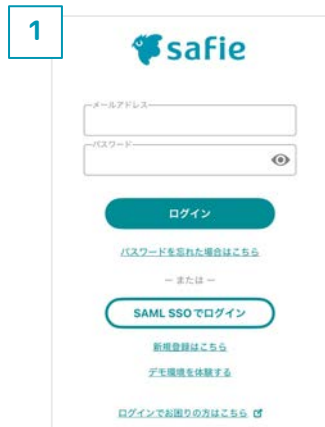 1
safie
メールアドレス
パスワード
ログイン
パスワードを忘れた場合はこちら
— または —
SAML SSOでログイン
新規登録はこちら
デモ環境を体験する
ログインでお困りの方はこちら